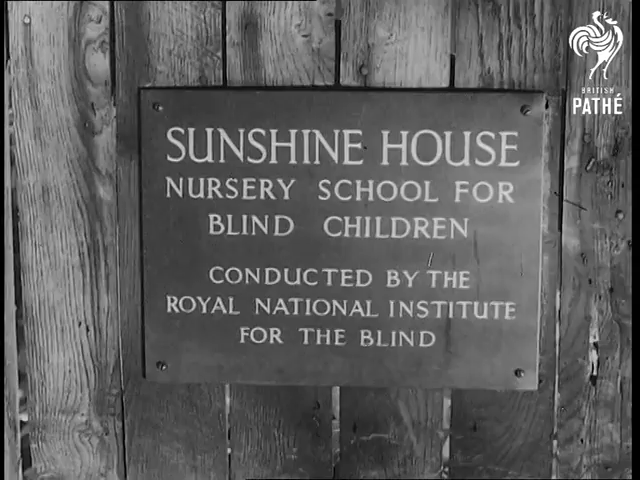 BRITISH
PATHÉ
SUNSHINE HOUSE
NURSERY SCHOOL FOR
BLIND CHILDREN
CONDUCTED BY THE
ROYAL NATIONAL INSTITUTE
FOR THE BLIND